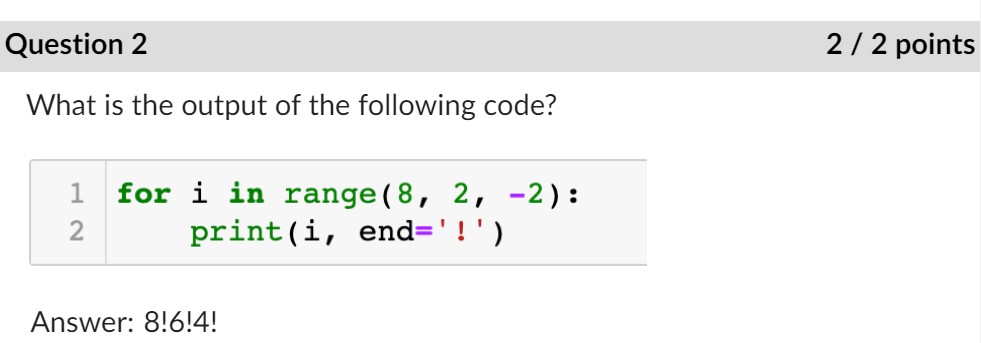 Question 2 2 / 2 points
What is the output of the following code?
1 for i in range(8, 2, -2):
2     print(i, end='!')
Answer: 8!6!4!